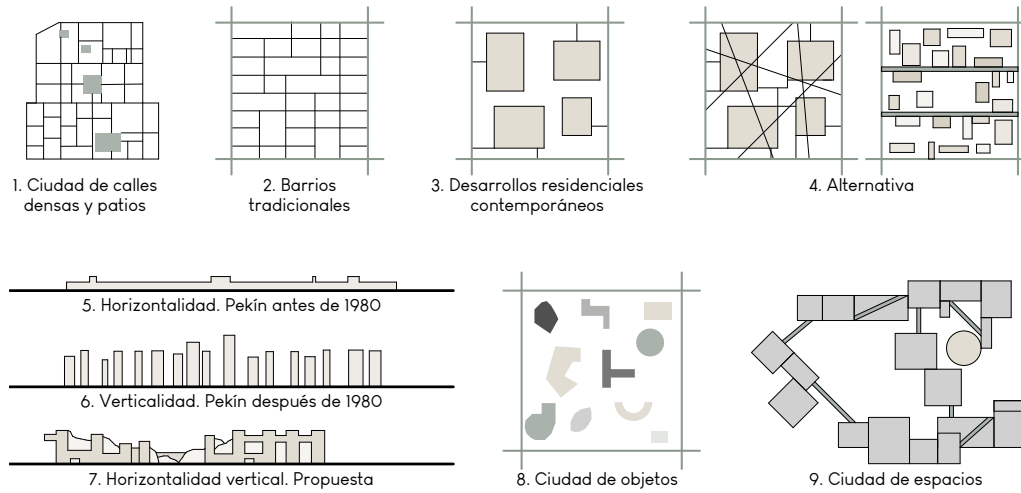 1. Ciudad de calles
densas y patios
2. Barrios
tradicionales
3. Desarrollos residenciales
contemporáneos
4. Alternativa
5. Horizontalidad. Pekín antes de 1980
6. Verticalidad. Pekín después de 1980
7. Horizontalidad vertical. Propuesta
8. Ciudad de objetos
9. Ciudad de espacios